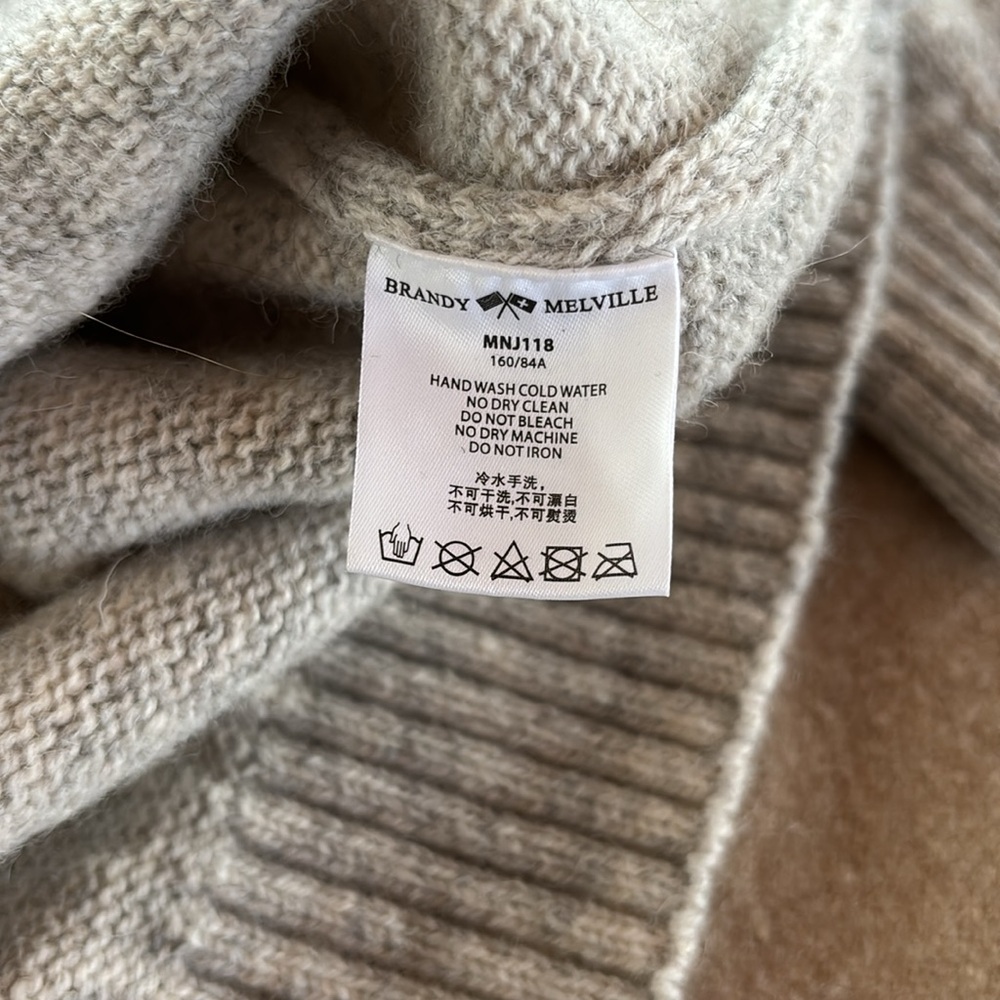 BRANDY MELVILLE
MNJ118
160/84A
HAND WASH COLD WATER
NO DRY CLEAN
DO NOT BLEACH
NO DRY MACHINE
DO NOT IRON
冷水手洗，
不可干洗,不可漂白
不可烘干,不可熨烫